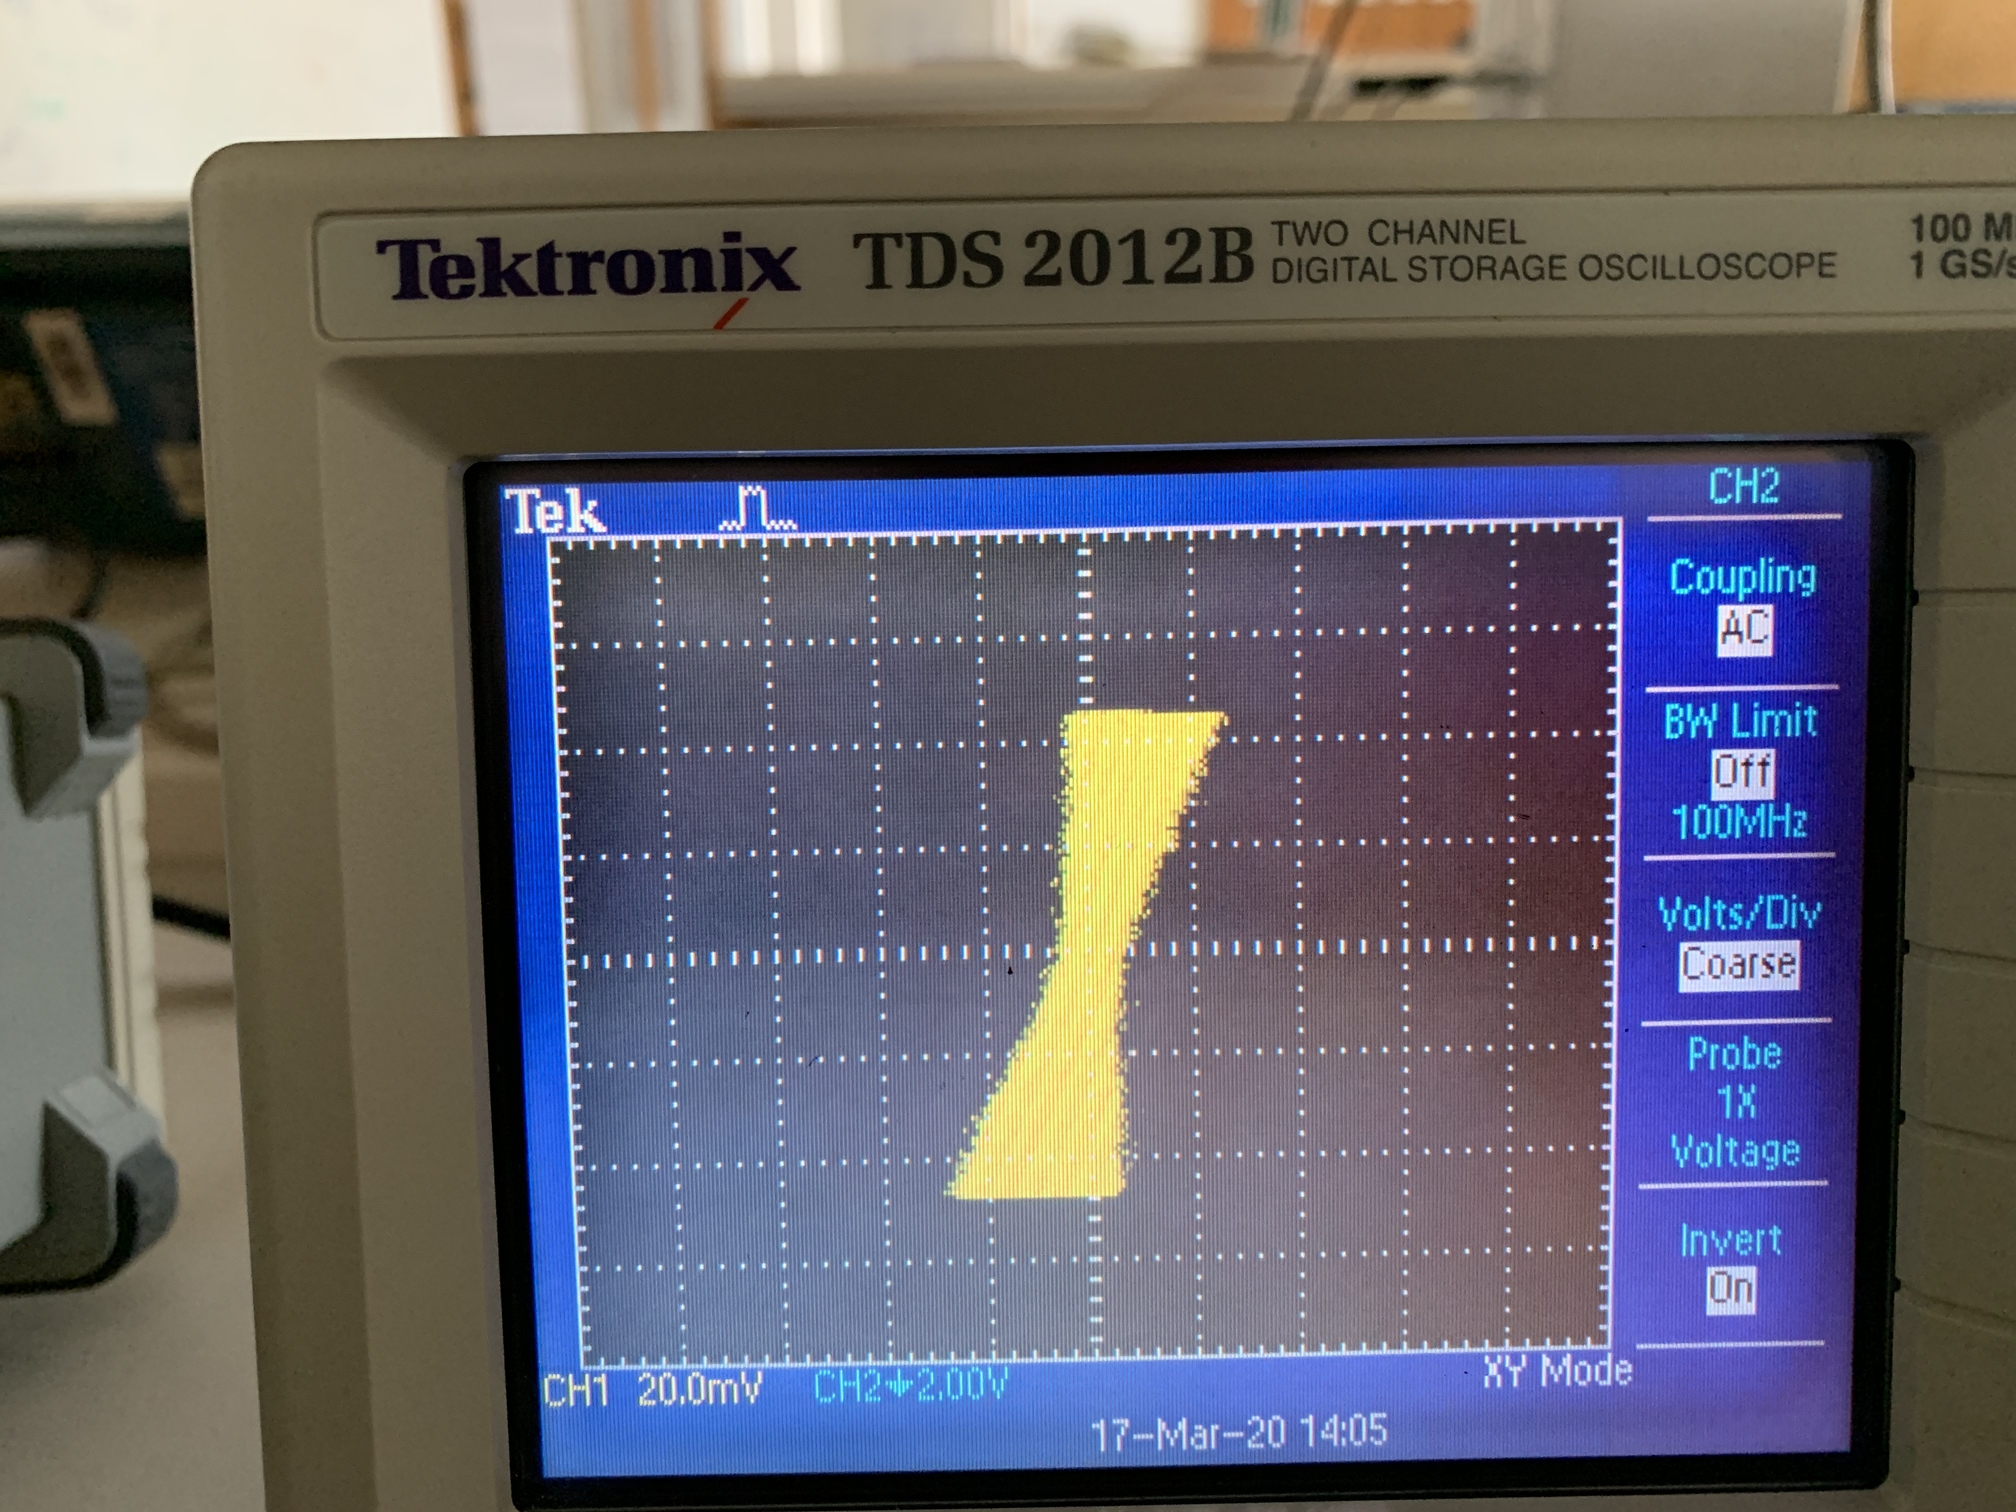 Tektronix TDS 2012B TWO CHANNEL DIGITAL STORAGE OSCILLOSCOPE
100 M
1 GS/s
Tek
CH2
Coupling
AC
BW Limit
Off
100MHz
Volts/Div
Coarse
Probe
1X
Voltage
Invert
On
CH1 20.0mV CH2 2.00V XY Mode
17-Mar-20 14:05